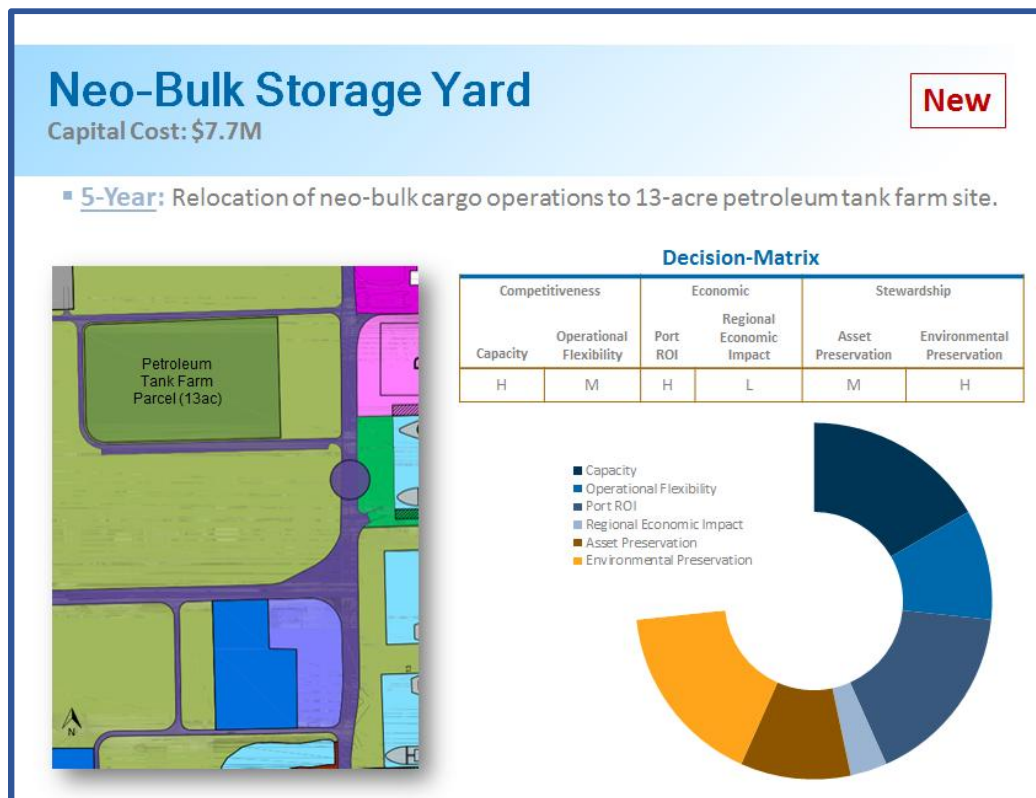 Neo-Bulk Storage Yard
Capital Cost: $7.7M
New
▪ 5-Year: Relocation of neo-bulk cargo operations to 13-acre petroleum tank farm site.
Petroleum
Tank Farm
Parcel (13ac)
N
13
Decision-Matrix
Competitiveness Economic Stewardship
Capacity Operational Flexibility Port ROI Regional Economic Impact Asset Preservation Environmental Preservation
H M H L M H
Capacity
Operational Flexibility
Port ROI
Regional Economic Impact
Asset Preservation
Environmental Preservation